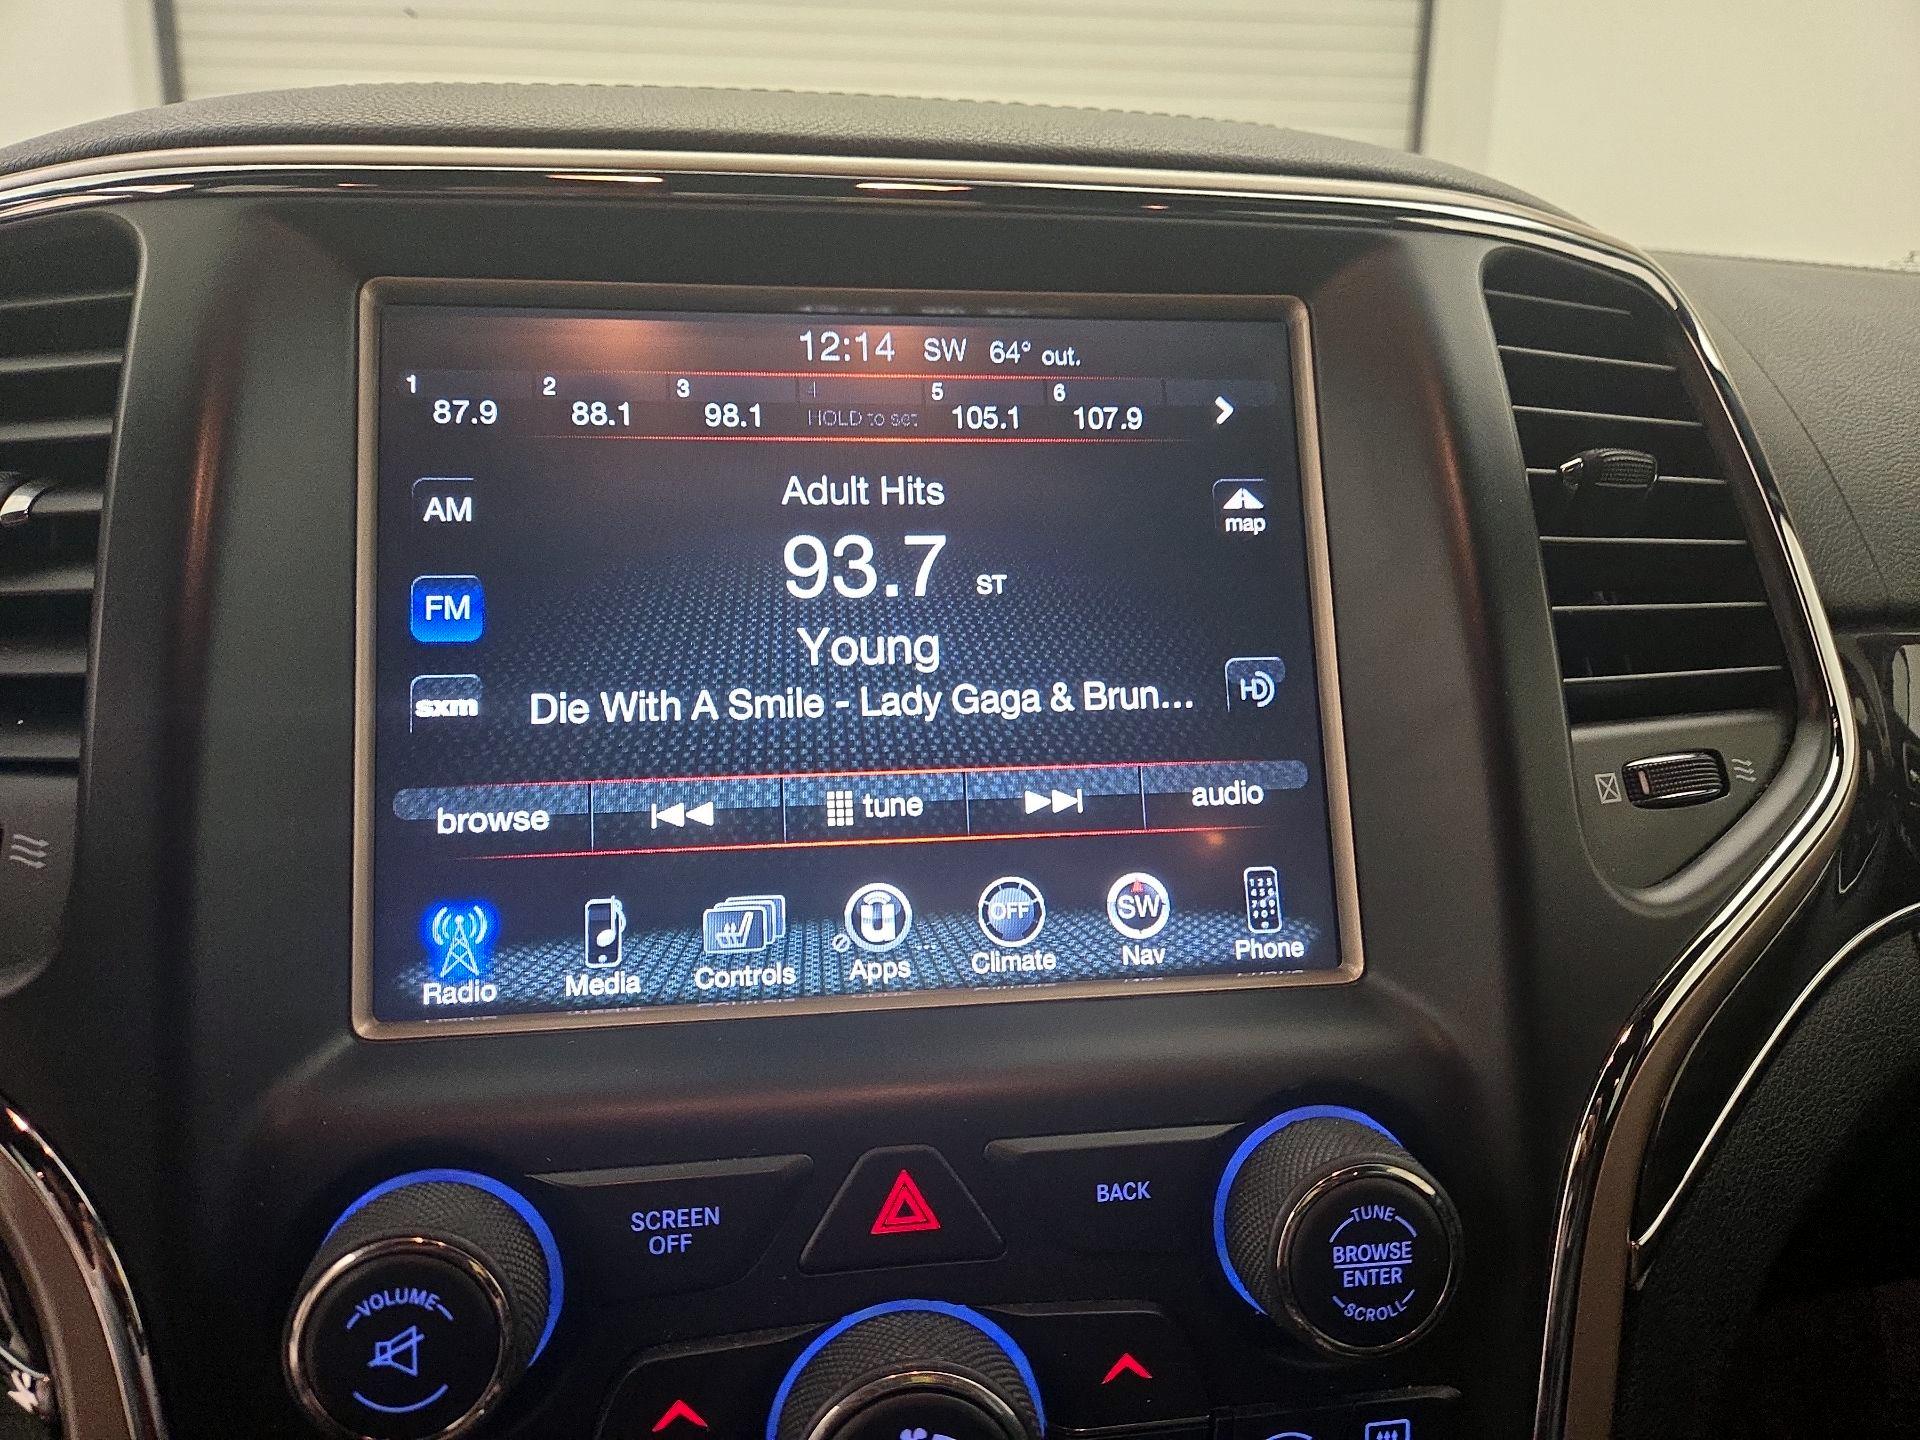 12:14 SW 64° out.
1 2 3 4 5 6
87.9 88.1 98.1 HOLD to set 105.1 107.9
AM
Adult Hits
map
93.7 ST
FM
Young
HD
sxm
Die With A Smile - Lady Gaga & Brun...
browse tune audio
OFF SW
Radio Media Controls Apps Climate Nav Phone
SCREEN
OFF
BACK
TUNE
BROWSE
ENTER
SCROLL
VOLUME